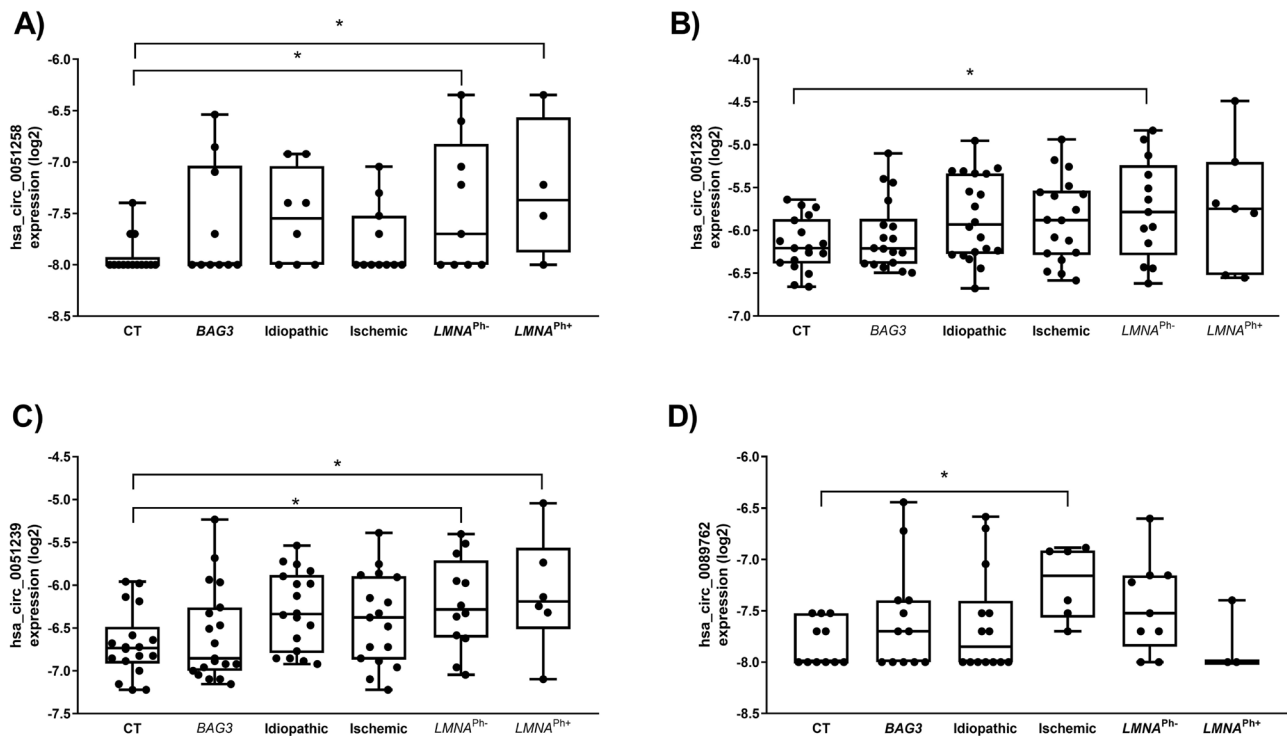 A)
*
*
hsa_circ_0051258
expression (log2)
-6.0
-7.0
-7.5
-8.0
-8.5
CT BAG3 Idiopathic Ischemic LMNAPh- LMNAPh+
B)
*
hsa_circ_0051238
expression (log2)
-4.0
-4.5
-5.0
-5.5
-6.0
-6.5
-7.0
CT BAG3 Idiopathic Ischemic LMNAPh- LMNAPh+
C)
*
*
hsa_circ_0051239
expression (log2)
-4.5
-5.0
-5.5
-6.0
-6.5
-7.0
-7.5
CT BAG3 Idiopathic Ischemic LMNAPh- LMNAPh+
D)
*
hsa_circ_0089762
expression (log2)
-6.0
-6.5
-7.0
-7.5
-8.0
-8.5
CT BAG3 Idiopathic Ischemic LMNAPh- LMNAPh+